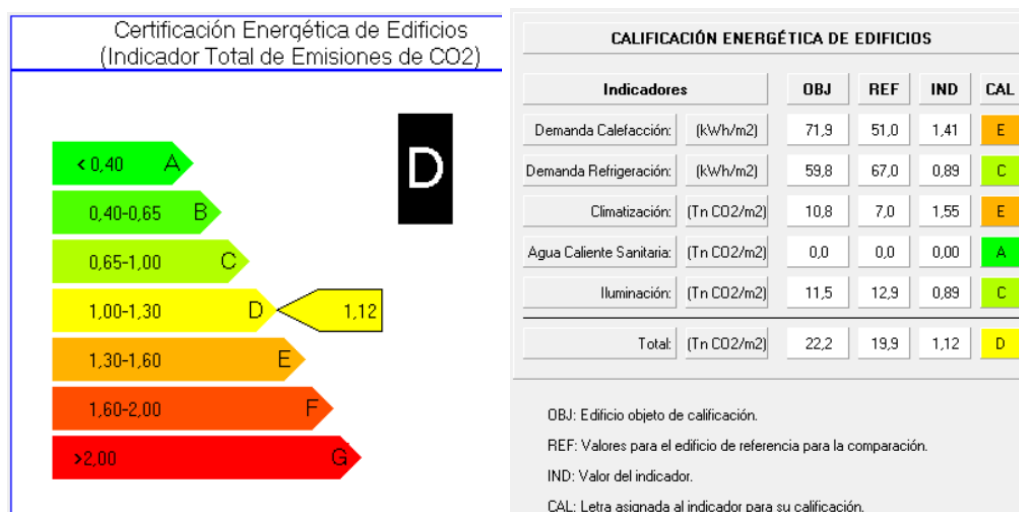 Certificación Energética de Edificios
(Indicador Total de Emisiones de CO2)
D
< 0,40 A
0,40-0,65 B
0,65-1,00 C
1,00-1,30 D 1,12
1,30-1,60 E
1,60-2,00 F
>2,00 G
CALIFICACIÓN ENERGÉTICA DE EDIFICIOS
Indicadores OBJ REF IND CAL
Demanda Calefacción: (kWh/m2) 71,9 51,0 1,41 E
Demanda Refrigeración: (kWh/m2) 59,8 67,0 0,89 C
Climatización: (Tn CO2/m2) 10,8 7,0 1,55 E
Agua Caliente Sanitaria: (Tn CO2/m2) 0,0 0,0 0,00 A
Iluminación: (Tn CO2/m2) 11,5 12,9 0,89 C
Total: (Tn CO2/m2) 22,2 19,9 1,12 D
OBJ: Edificio objeto de calificación.
REF: Valores para el edificio de referencia para la comparación.
IND: Valor del indicador.
CAL: Letra asignada al indicador para su calificación.